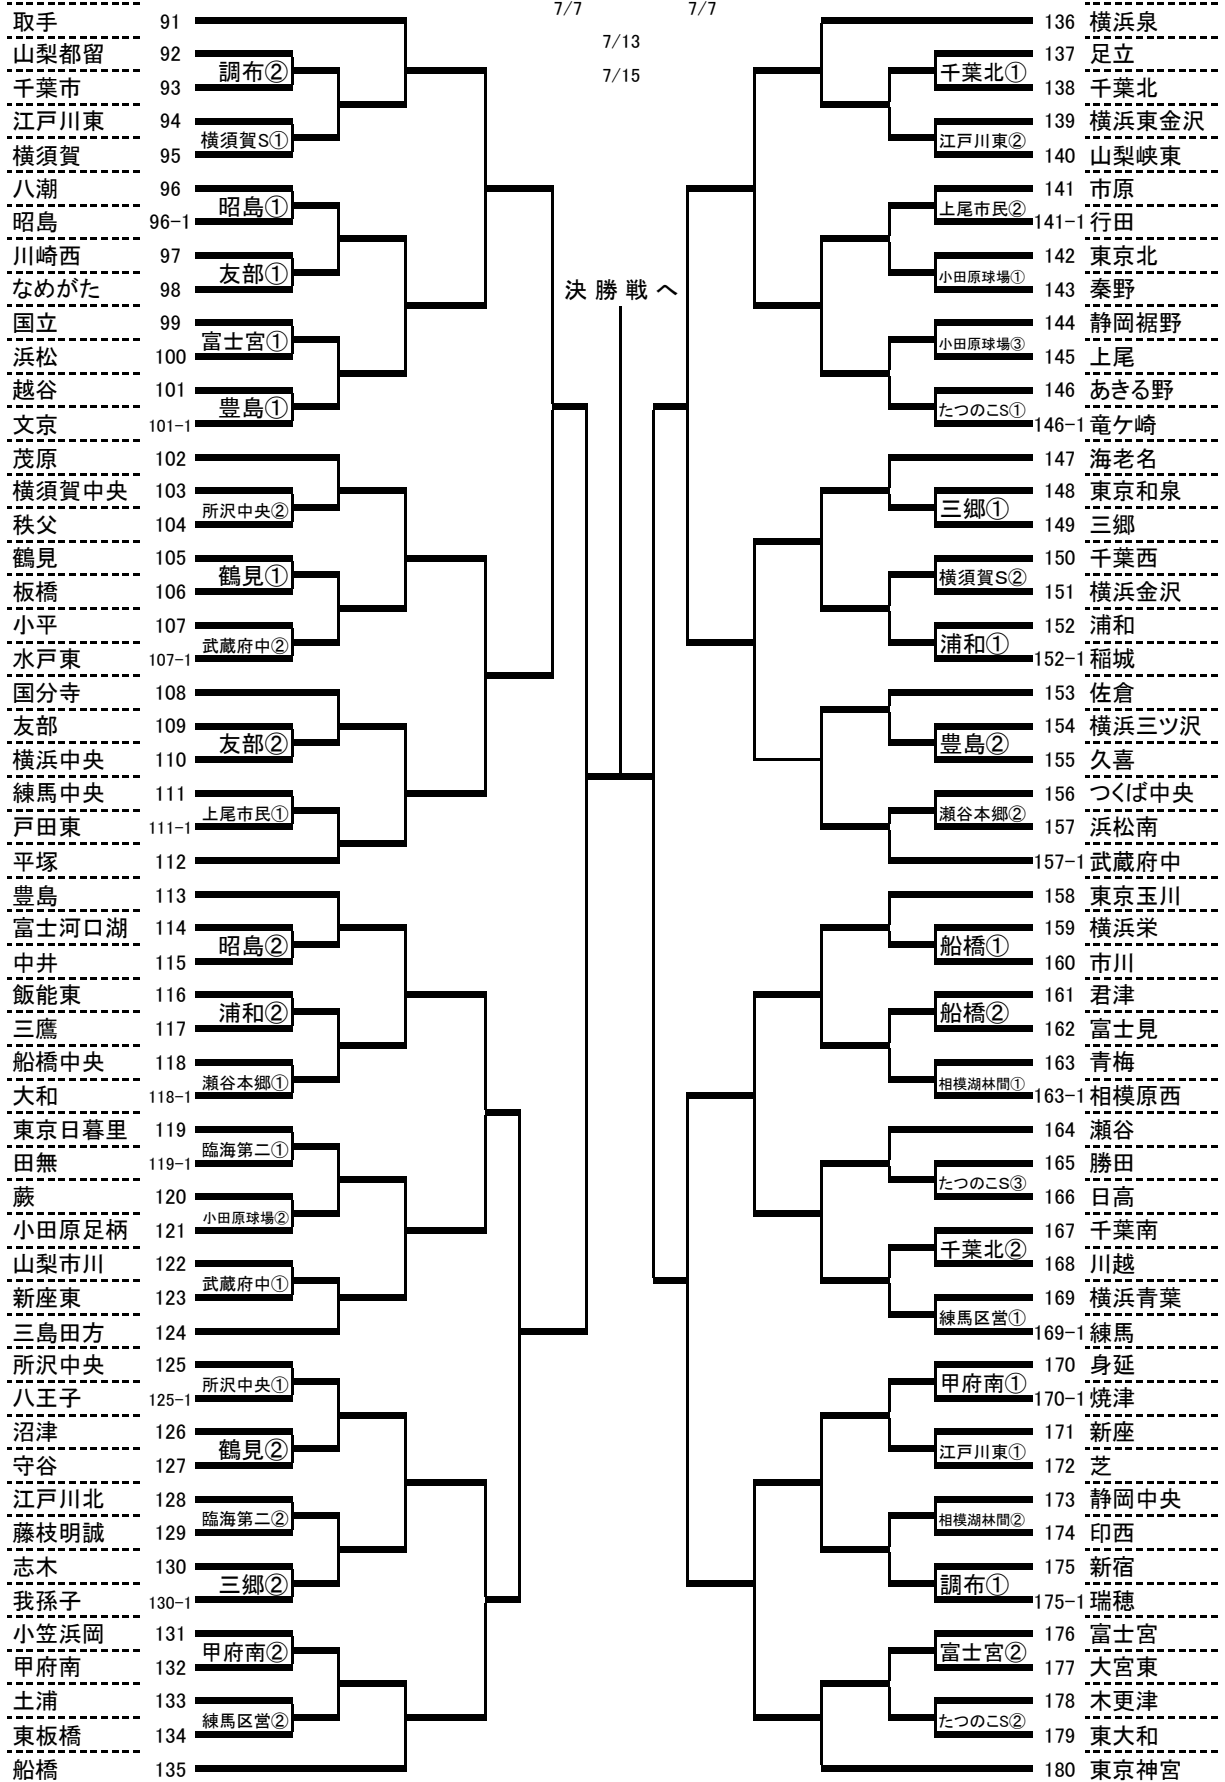 7/7
7/7
7/13
7/15
決勝戦へ
取手 91
山梨都留 92
調布②
千葉市 93
江戸川東 94
横須賀S①
横須賀 95
八潮 96
昭島①
昭島 96-1
川崎西 97
友部①
なめがた 98
国立 99
富士宮①
浜松 100
越谷 101
豊島①
文京 101-1
茂原 102
横須賀中央 103
所沢中央②
秩父 104
鶴見 105
鶴見①
板橋 106
小平 107
武蔵府中②
水戸東 107-1
国分寺 108
友部 109
友部②
横浜中央 110
練馬中央 111
上尾市民①
戸田東 111-1
平塚 112
豊島 113
富士河口湖 114
昭島②
中井 115
飯能東 116
浦和②
三鷹 117
船橋中央 118
瀬谷本郷①
大和 118-1
東京日暮里 119
臨海第二①
田無 119-1
蕨 120
小田原球場②
小田原足柄 121
山梨市川 122
武蔵府中①
新座東 123
三島田方 124
所沢中央 125
所沢中央①
八王子 125-1
沼津 126
鶴見②
守谷 127
江戸川北 128
臨海第二②
藤枝明誠 129
志木 130
三郷②
我孫子 130-1
小笠浜岡 131
甲府南②
甲府南 132
土浦 133
練馬区営②
東板橋 134
船橋 135
136 横浜泉
137 足立
千葉北①
138 千葉北
139 横浜東金沢
江戸川東②
140 山梨峡東
141 市原
上尾市民②
141-1 行田
142 東京北
小田原球場①
143 秦野
144 静岡裾野
小田原球場③
145 上尾
146 あきる野
たつのこS①
146-1 竜ケ崎
147 海老名
148 東京和泉
三郷①
149 三郷
150 千葉西
横須賀S②
151 横浜金沢
152 浦和
浦和①
152-1 稲城
153 佐倉
154 横浜三ツ沢
豊島②
155 久喜
156 つくば中央
瀬谷本郷②
157 浜松南
157-1 武蔵府中
158 東京玉川
159 横浜栄
船橋①
160 市川
161 君津
船橋②
162 富士見
163 青梅
相模湖林間①
163-1 相模原西
164 瀬谷
165 勝田
たつのこS③
166 日高
167 千葉南
千葉北②
168 川越
169 横浜青葉
練馬区営①
169-1 練馬
170 身延
甲府南①
170-1 焼津
171 新座
江戸川東①
172 芝
173 静岡中央
相模湖林間②
174 印西
175 新宿
調布①
175-1 瑞穂
176 富士宮
富士宮②
177 大宮東
178 木更津
たつのこS②
179 東大和
180 東京神宮